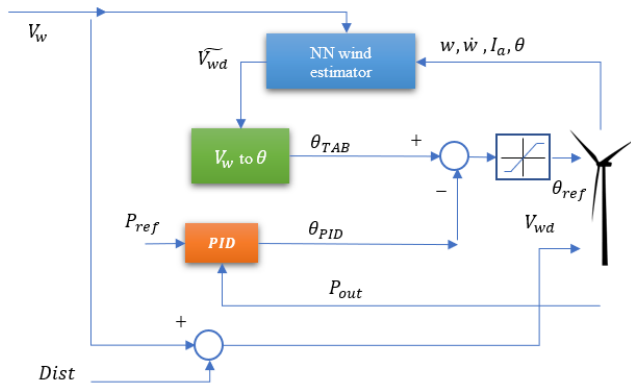 V_w
NN wind
estimator
w, ẇ, I_a, θ
Ṽ_wd
V_w to θ
θ_TAB
+
−
θ_ref
P_ref
PID
θ_PID
V_wd
P_out
+
Dist